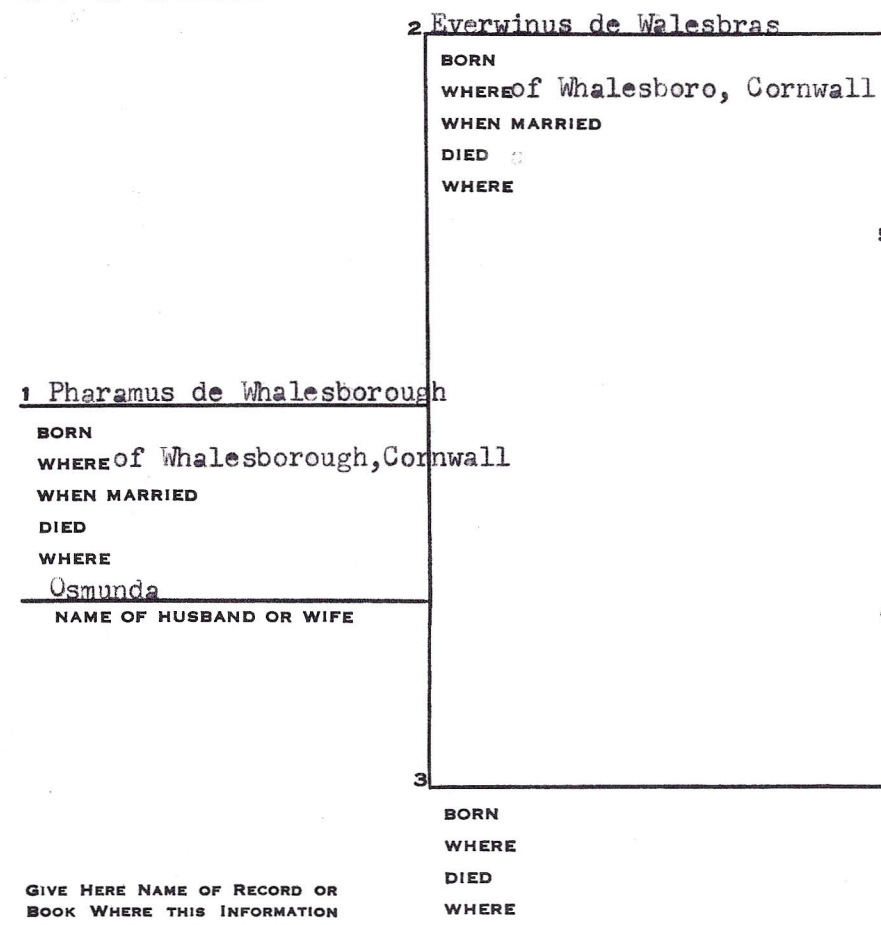 2 Everwinus de Walesbras
BORN
WHERE of Whalesboro, Cornwall
WHEN MARRIED
DIED
WHERE
1 Pharamus de Whalesborough
BORN
WHERE of Whalesborough,Cornwall
WHEN MARRIED
DIED
WHERE
Osmunda
NAME OF HUSBAND OR WIFE
3
BORN
WHERE
DIED
WHERE
GIVE HERE NAME OF RECORD OR
BOOK WHERE THIS INFORMATION